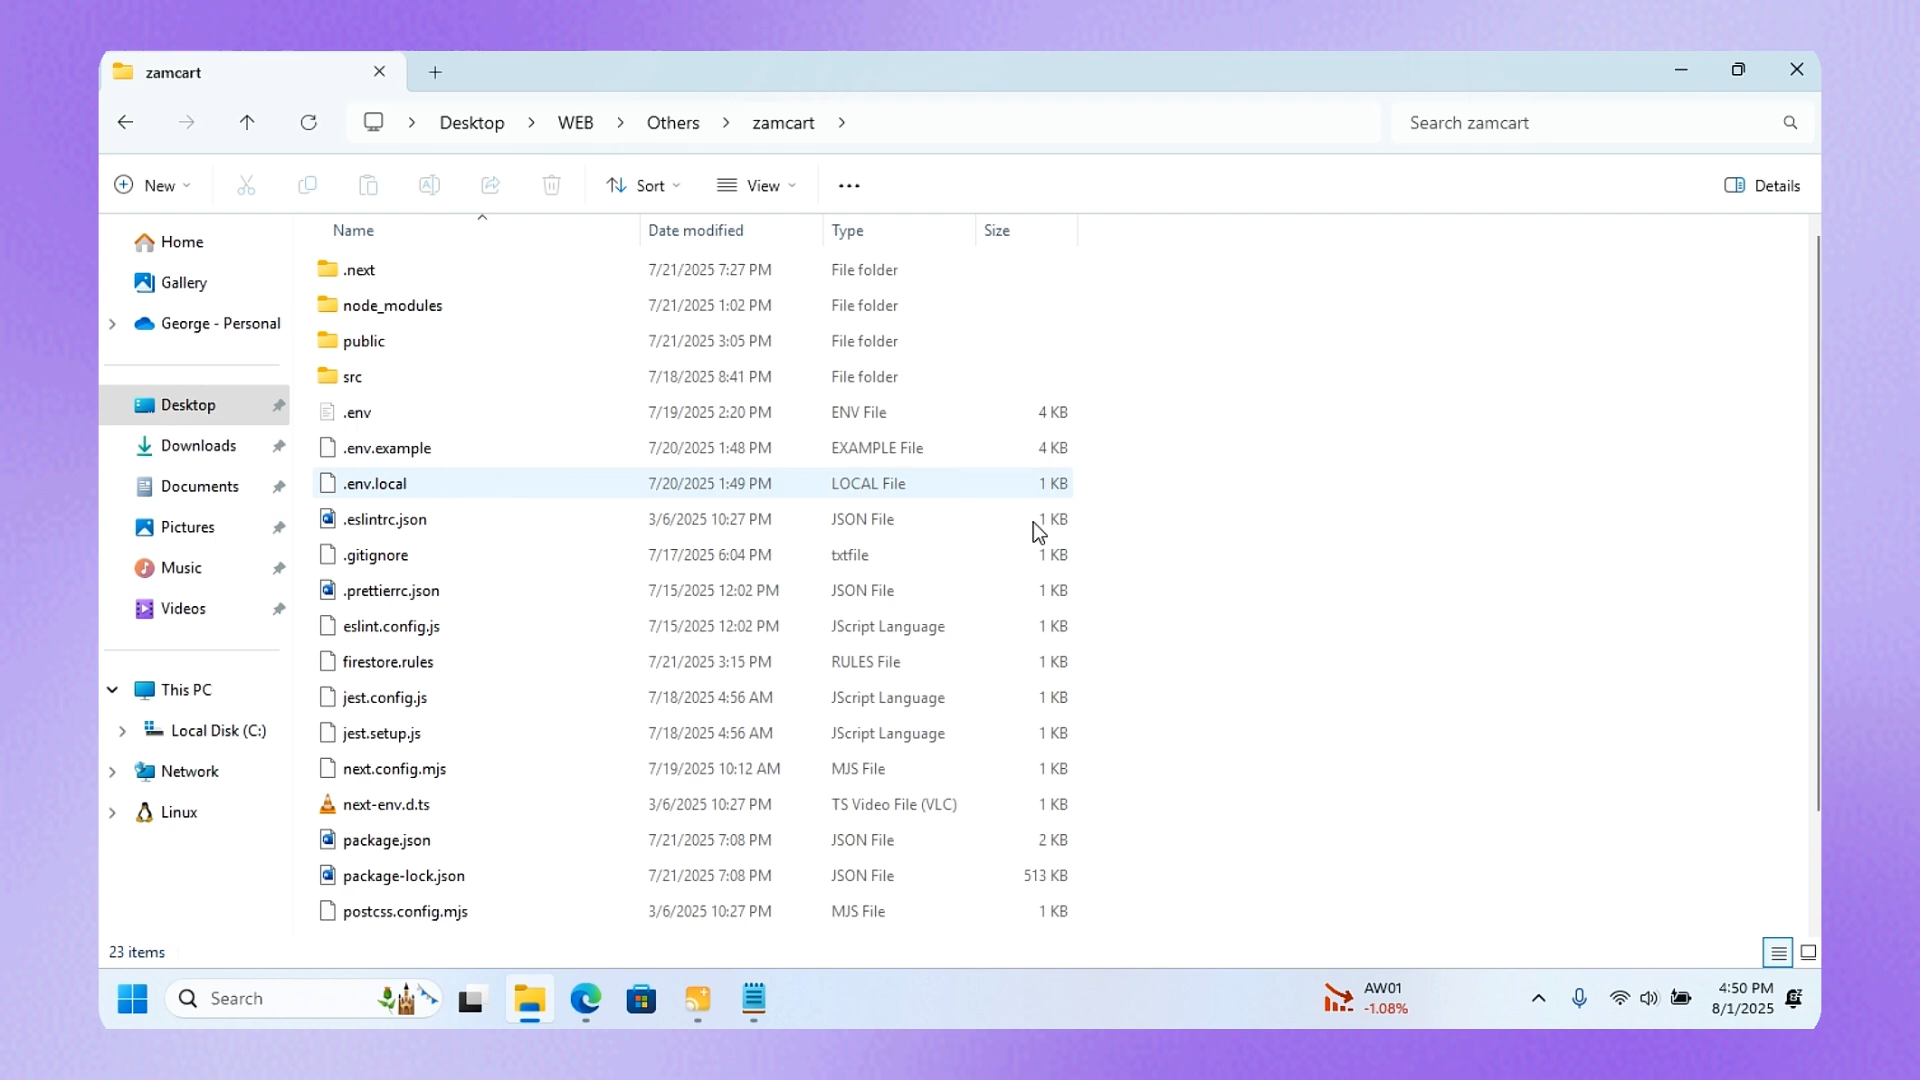 zamcart
Desktop > WEB > Others > zamcart >
Search zamcart
New
Sort
View
Details
Name Date modified Type Size
Home
Gallery
George - Personal
Desktop
Downloads
Documents
Pictures
Music
Videos
This PC
Local Disk (C:)
Network
Linux
.next 7/21/2025 7:27 PM File folder
node_modules 7/21/2025 1:02 PM File folder
public 7/21/2025 3:05 PM File folder
src 7/18/2025 8:41 PM File folder
.env 7/19/2025 2:20 PM ENV File 4 KB
.env.example 7/20/2025 1:48 PM EXAMPLE File 4 KB
.env.local 7/20/2025 1:49 PM LOCAL File 1 KB
.eslintrc.json 3/6/2025 10:27 PM JSON File 1 KB
.gitignore 7/17/2025 6:04 PM txtfile 1 KB
.prettierrc.json 7/15/2025 12:02 PM JSON File 1 KB
eslint.config.js 7/15/2025 12:02 PM JScript Language 1 KB
firestore.rules 7/21/2025 3:15 PM RULES File 1 KB
jest.config.js 7/18/2025 4:56 AM JScript Language 1 KB
jest.setup.js 7/18/2025 4:56 AM JScript Language 1 KB
next.config.mjs 7/19/2025 10:12 AM MJS File 1 KB
next-env.d.ts 3/6/2025 10:27 PM TS Video File (VLC) 1 KB
package.json 7/21/2025 7:08 PM JSON File 2 KB
package-lock.json 7/21/2025 7:08 PM JSON File 513 KB
postcss.config.mjs 3/6/2025 10:27 PM MJS File 1 KB
23 items
Search
AW01
-1.08%
4:50 PM
8/1/2025